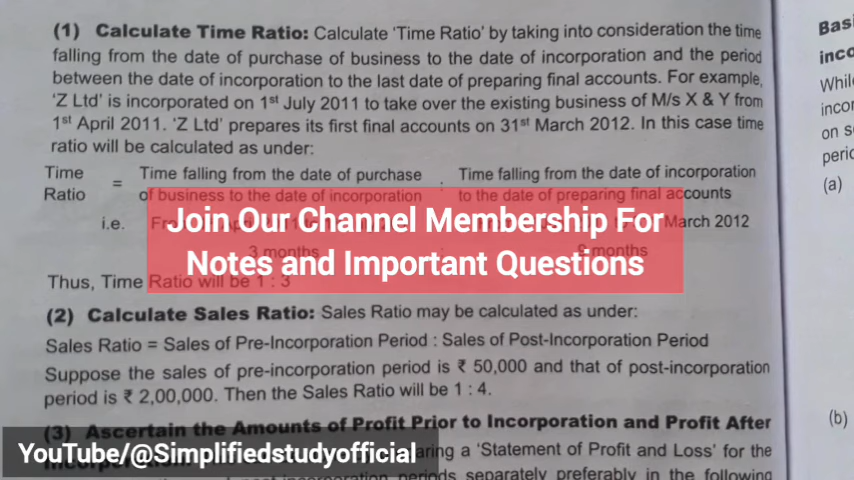 (1) Calculate Time Ratio: Calculate 'Time Ratio' by taking into consideration the time
falling from the date of purchase of business to the date of incorporation and the period
between the date of incorporation to the last date of preparing final accounts. For example,
'Z Ltd' is incorporated on 1st July 2011 to take over the existing business of M/s X & Y from
1st April 2011. 'Z Ltd' prepares its first final accounts on 31st March 2012. In this case time
ratio will be calculated as under:
Time Ratio = Time falling from the date of purchase of business to the date of incorporation : Time falling from the date of incorporation to the date of preparing final accounts
i.e. March 2012
3 months : 9 months
Thus, Time Ratio will be 1 : 3
Join Our Channel Membership For
Notes and Important Questions
(2) Calculate Sales Ratio: Sales Ratio may be calculated as under:
Sales Ratio = Sales of Pre-Incorporation Period : Sales of Post-Incorporation Period
Suppose the sales of pre-incorporation period is ₹ 50,000 and that of post-incorporation
period is ₹ 2,00,000. Then the Sales Ratio will be 1 : 4.
(3) Ascertain the Amounts of Profit Prior to Incorporation and Profit After
aring a 'Statement of Profit and Loss' for the
periods separately preferably in the following
YouTube/@Simplifiedstudyofficial
Bas
inco
While
incor
on s
peric
(a)
(b)